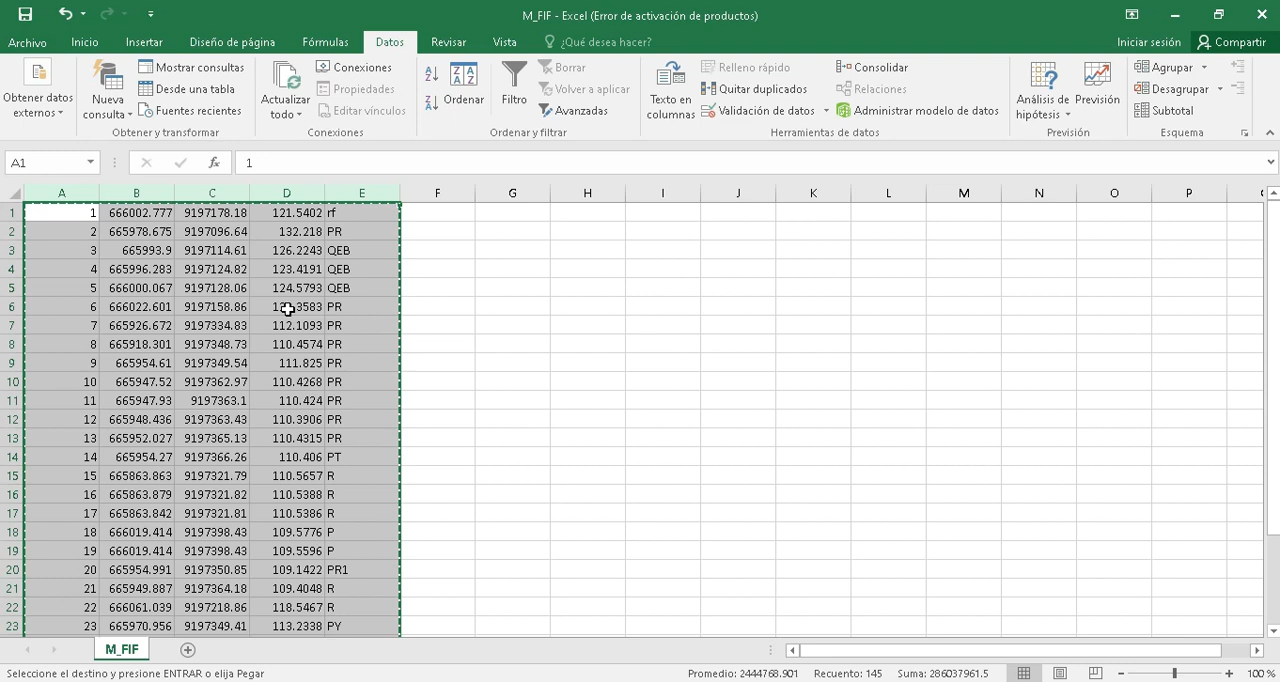 M_FIF - Excel (Error de activación de productos)
Archivo Inicio Insertar Diseño de página Fórmulas Datos Revisar Vista ¿Qué desea hacer? Iniciar sesión Compartir
Obtener datos externos
Nueva consulta
Mostrar consultas
Desde una tabla
Fuentes recientes
Obtener y transformar
Actualizar todo
Conexiones
Propiedades
Editar vínculos
Conexiones
Ordenar
Filtro
Borrar
Volver a aplicar
Avanzadas
Ordenar y filtrar
Texto en columnas
Relleno rápido
Quitar duplicados
Validación de datos
Consolidar
Relaciones
Administrar modelo de datos
Herramientas de datos
Análisis de hipótesis
Previsión
Previsión
Agrupar
Desagrupar
Subtotal
Esquema
A1 fx 1
A B C D E F G H I J K L M N O P
1 1 666002.777 9197178.18 121.5402 rf
2 2 665978.675 9197096.64 132.218 PR
3 3 665993.9 9197114.61 126.2243 QEB
4 4 665996.283 9197124.82 123.4191 QEB
5 5 666000.067 9197128.06 124.5793 QEB
6 6 666022.601 9197158.86 PR
7 7 665926.672 9197334.83 112.1093 PR
8 8 665918.301 9197348.73 110.4574 PR
9 9 665954.61 9197349.54 111.825 PR
10 10 665947.52 9197362.97 110.4268 PR
11 11 665947.93 9197363.1 110.424 PR
12 12 665948.436 9197363.43 110.3906 PR
13 13 665952.027 9197365.13 110.4315 PR
14 14 665954.27 9197366.26 110.406 PT
15 15 665863.863 9197321.79 110.5657 R
16 16 665863.879 9197321.82 110.5388 R
17 17 665863.842 9197321.81 110.5386 R
18 18 666019.414 9197398.43 109.5776 P
19 19 666019.414 9197398.43 109.5596 P
20 20 665954.991 9197350.85 109.1422 PR1
21 21 665949.887 9197364.18 109.4048 R
22 22 666061.039 9197218.86 118.5467 R
23 23 665970.956 9197349.41 113.2338 PY
M_FIF
Seleccione el destino y presione ENTRAR o elija Pegar Promedio: 2444768.901 Recuento: 145 Suma: 286037961.5 100 %